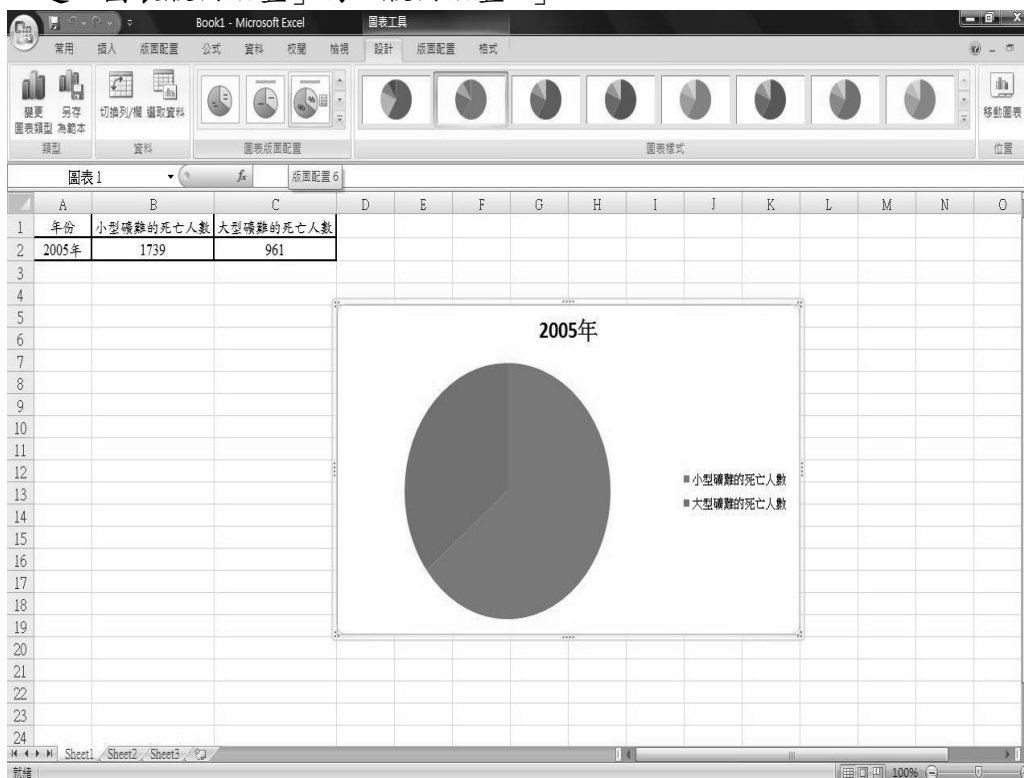 Book1 - Microsoft Excel
圖表工具
常用 插入 版面配置 公式 資料 校閱 檢視 設計 版面配置 格式
變更 圖表類型
另存 為範本
切換列/欄 選取資料
移動圖表
類型 資料 圖表版面配置 圖表樣式 位置
圖表 1 fx 版面配置 6
A B C D E F G H I J K L M N O
1 年份 小型礦難的死亡人數 大型礦難的死亡人數
2 2005年 1739 961
3
4
5
6
7
8
9
10
11
12
13
14
15
16
17
18
19
20
21
22
23
24
2005年
小型礦難的死亡人數
大型礦難的死亡人數
Sheet1 Sheet2 Sheet3
就緒 100%